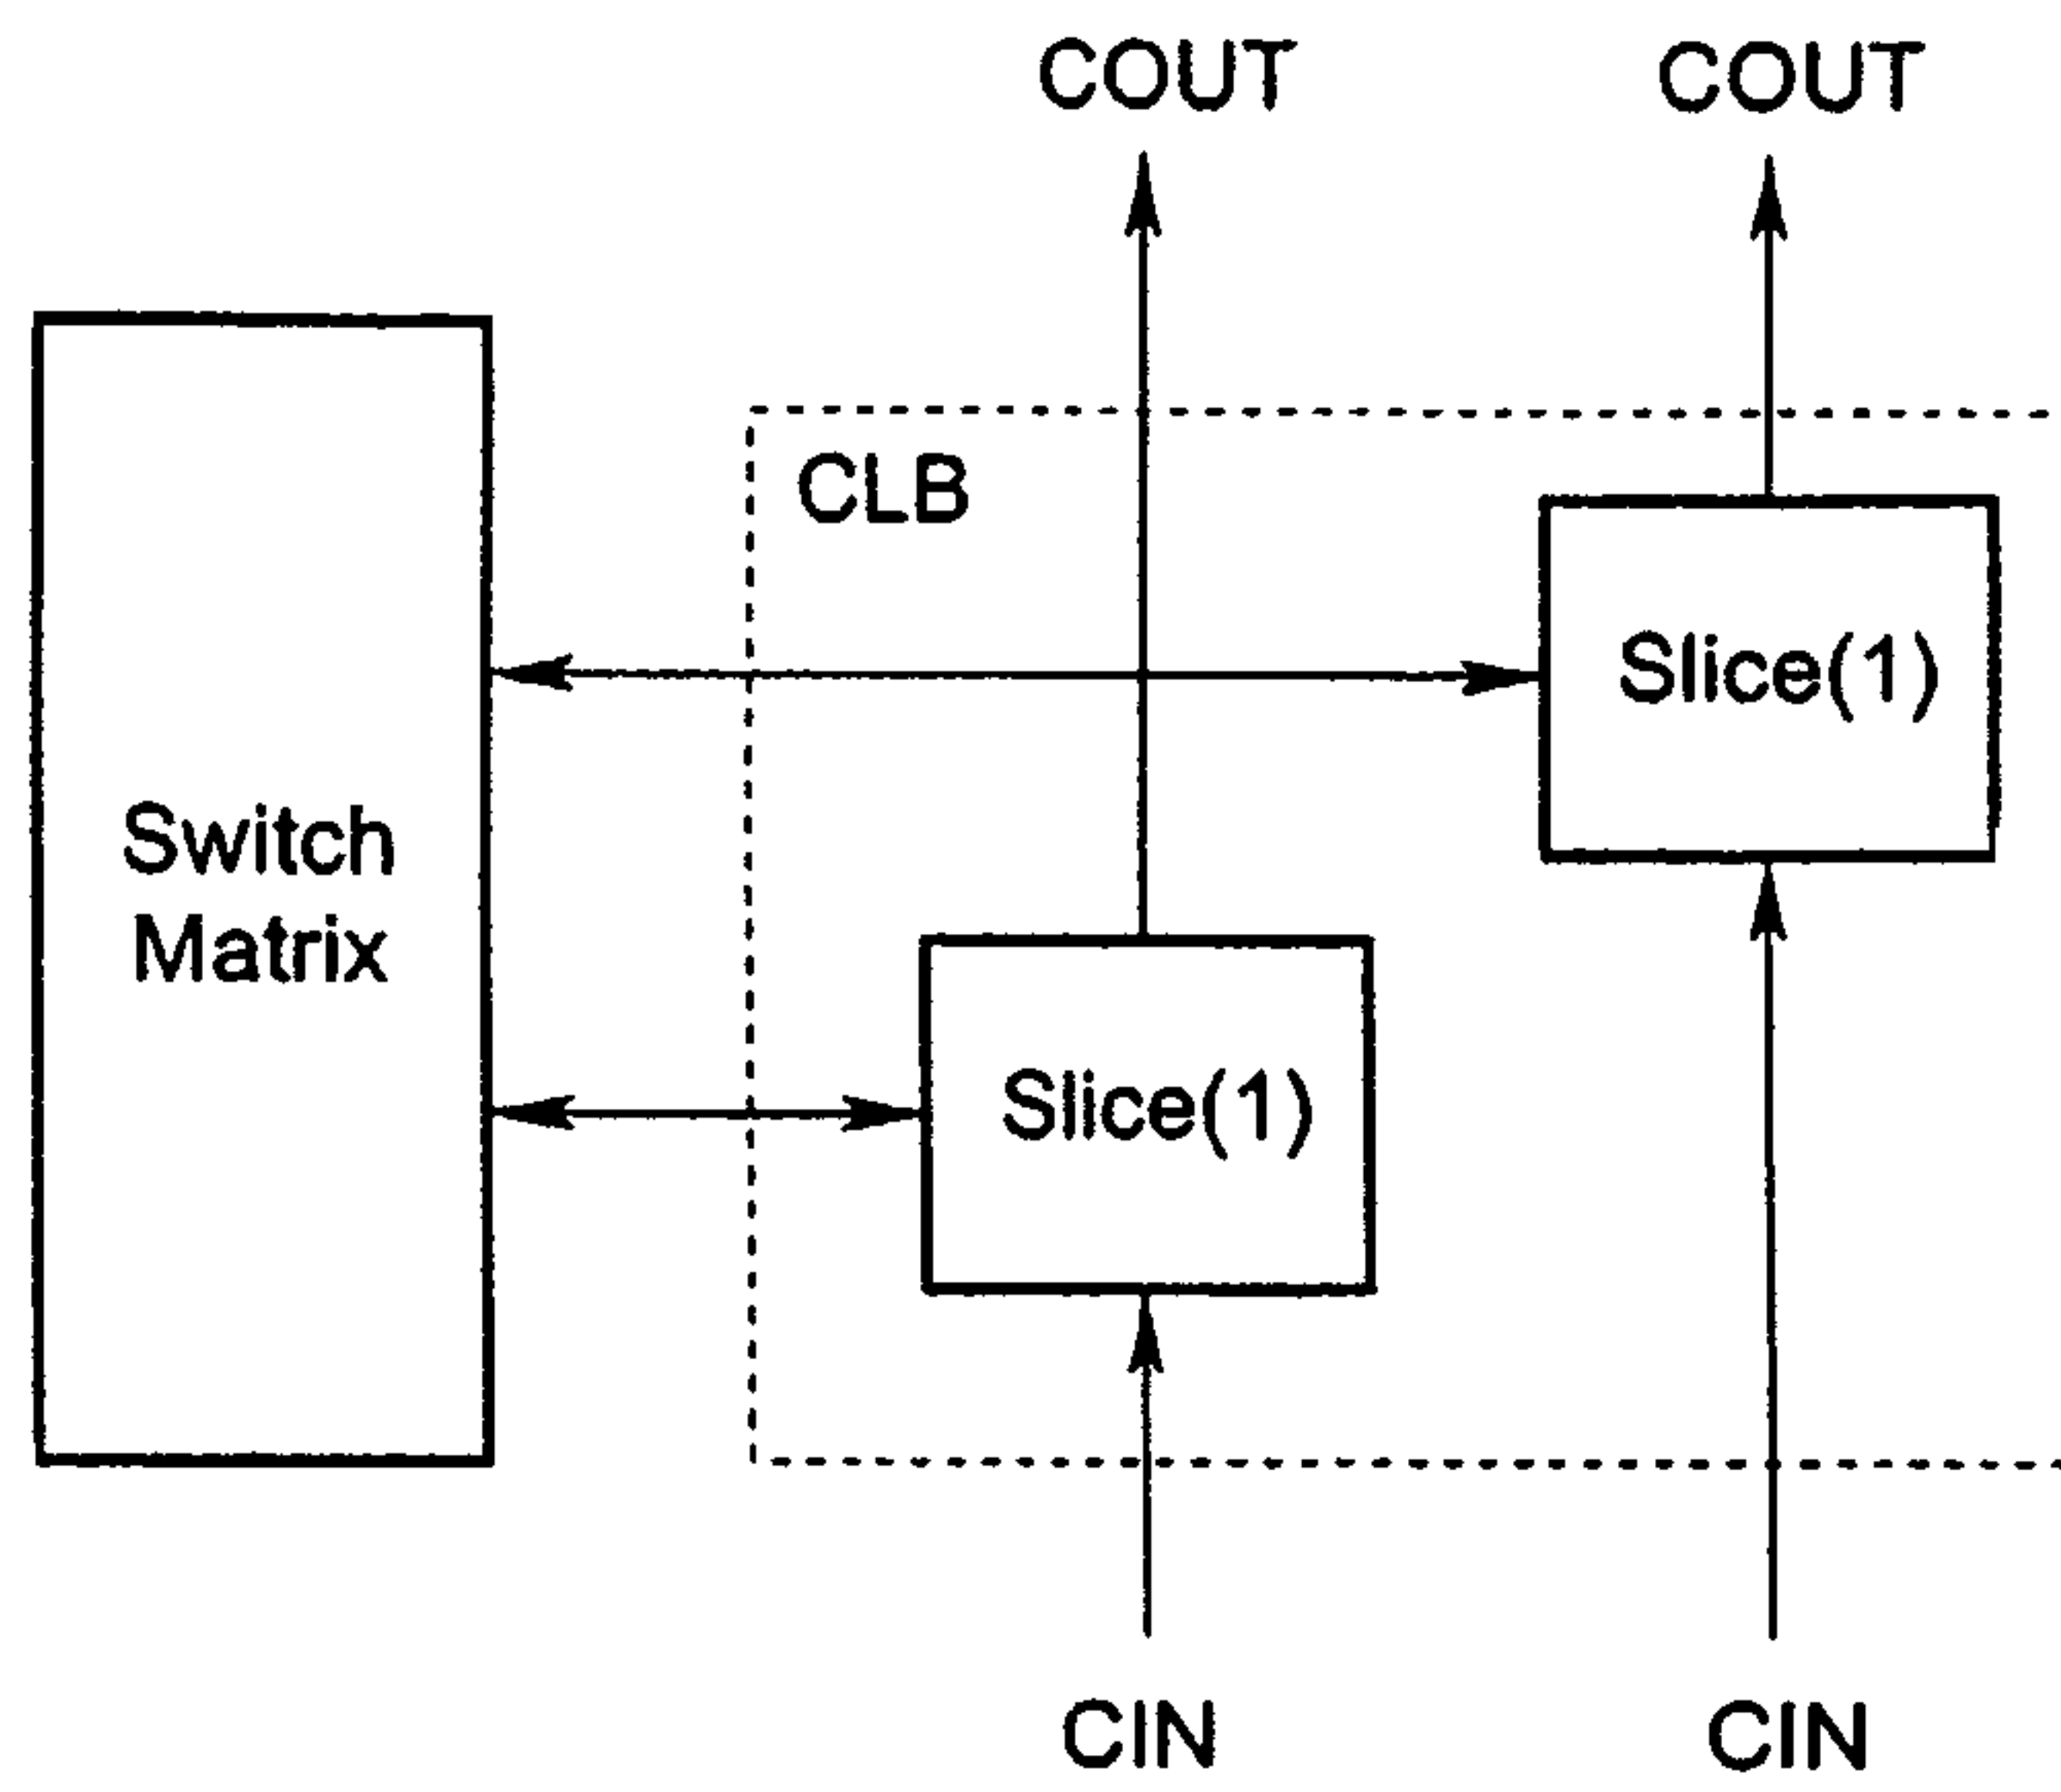 COUT
COUT
CLB
Slice(1)
Switch
Matrix
Slice(1)
CIN
CIN